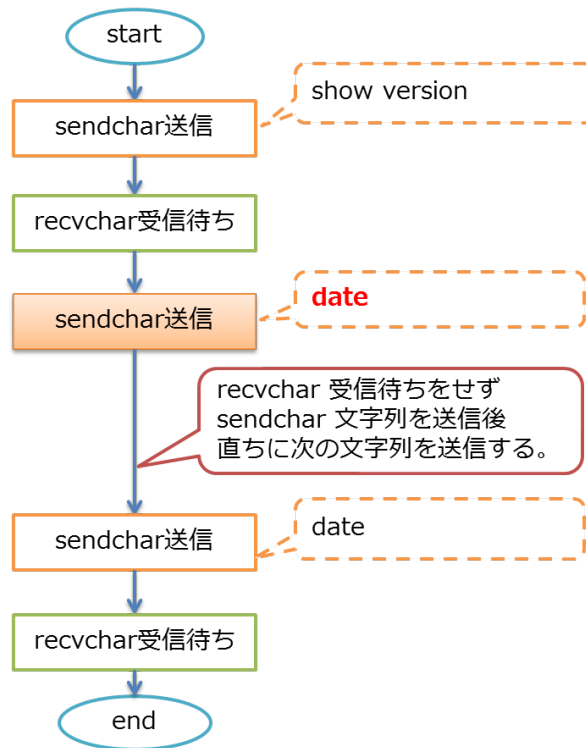 start
sendchar送信
show version
recvchar受信待ち
sendchar送信
date
recvchar 受信待ちをせず
sendchar 文字列を送信後
直ちに次の文字列を送信する。
sendchar送信
date
recvchar受信待ち
end